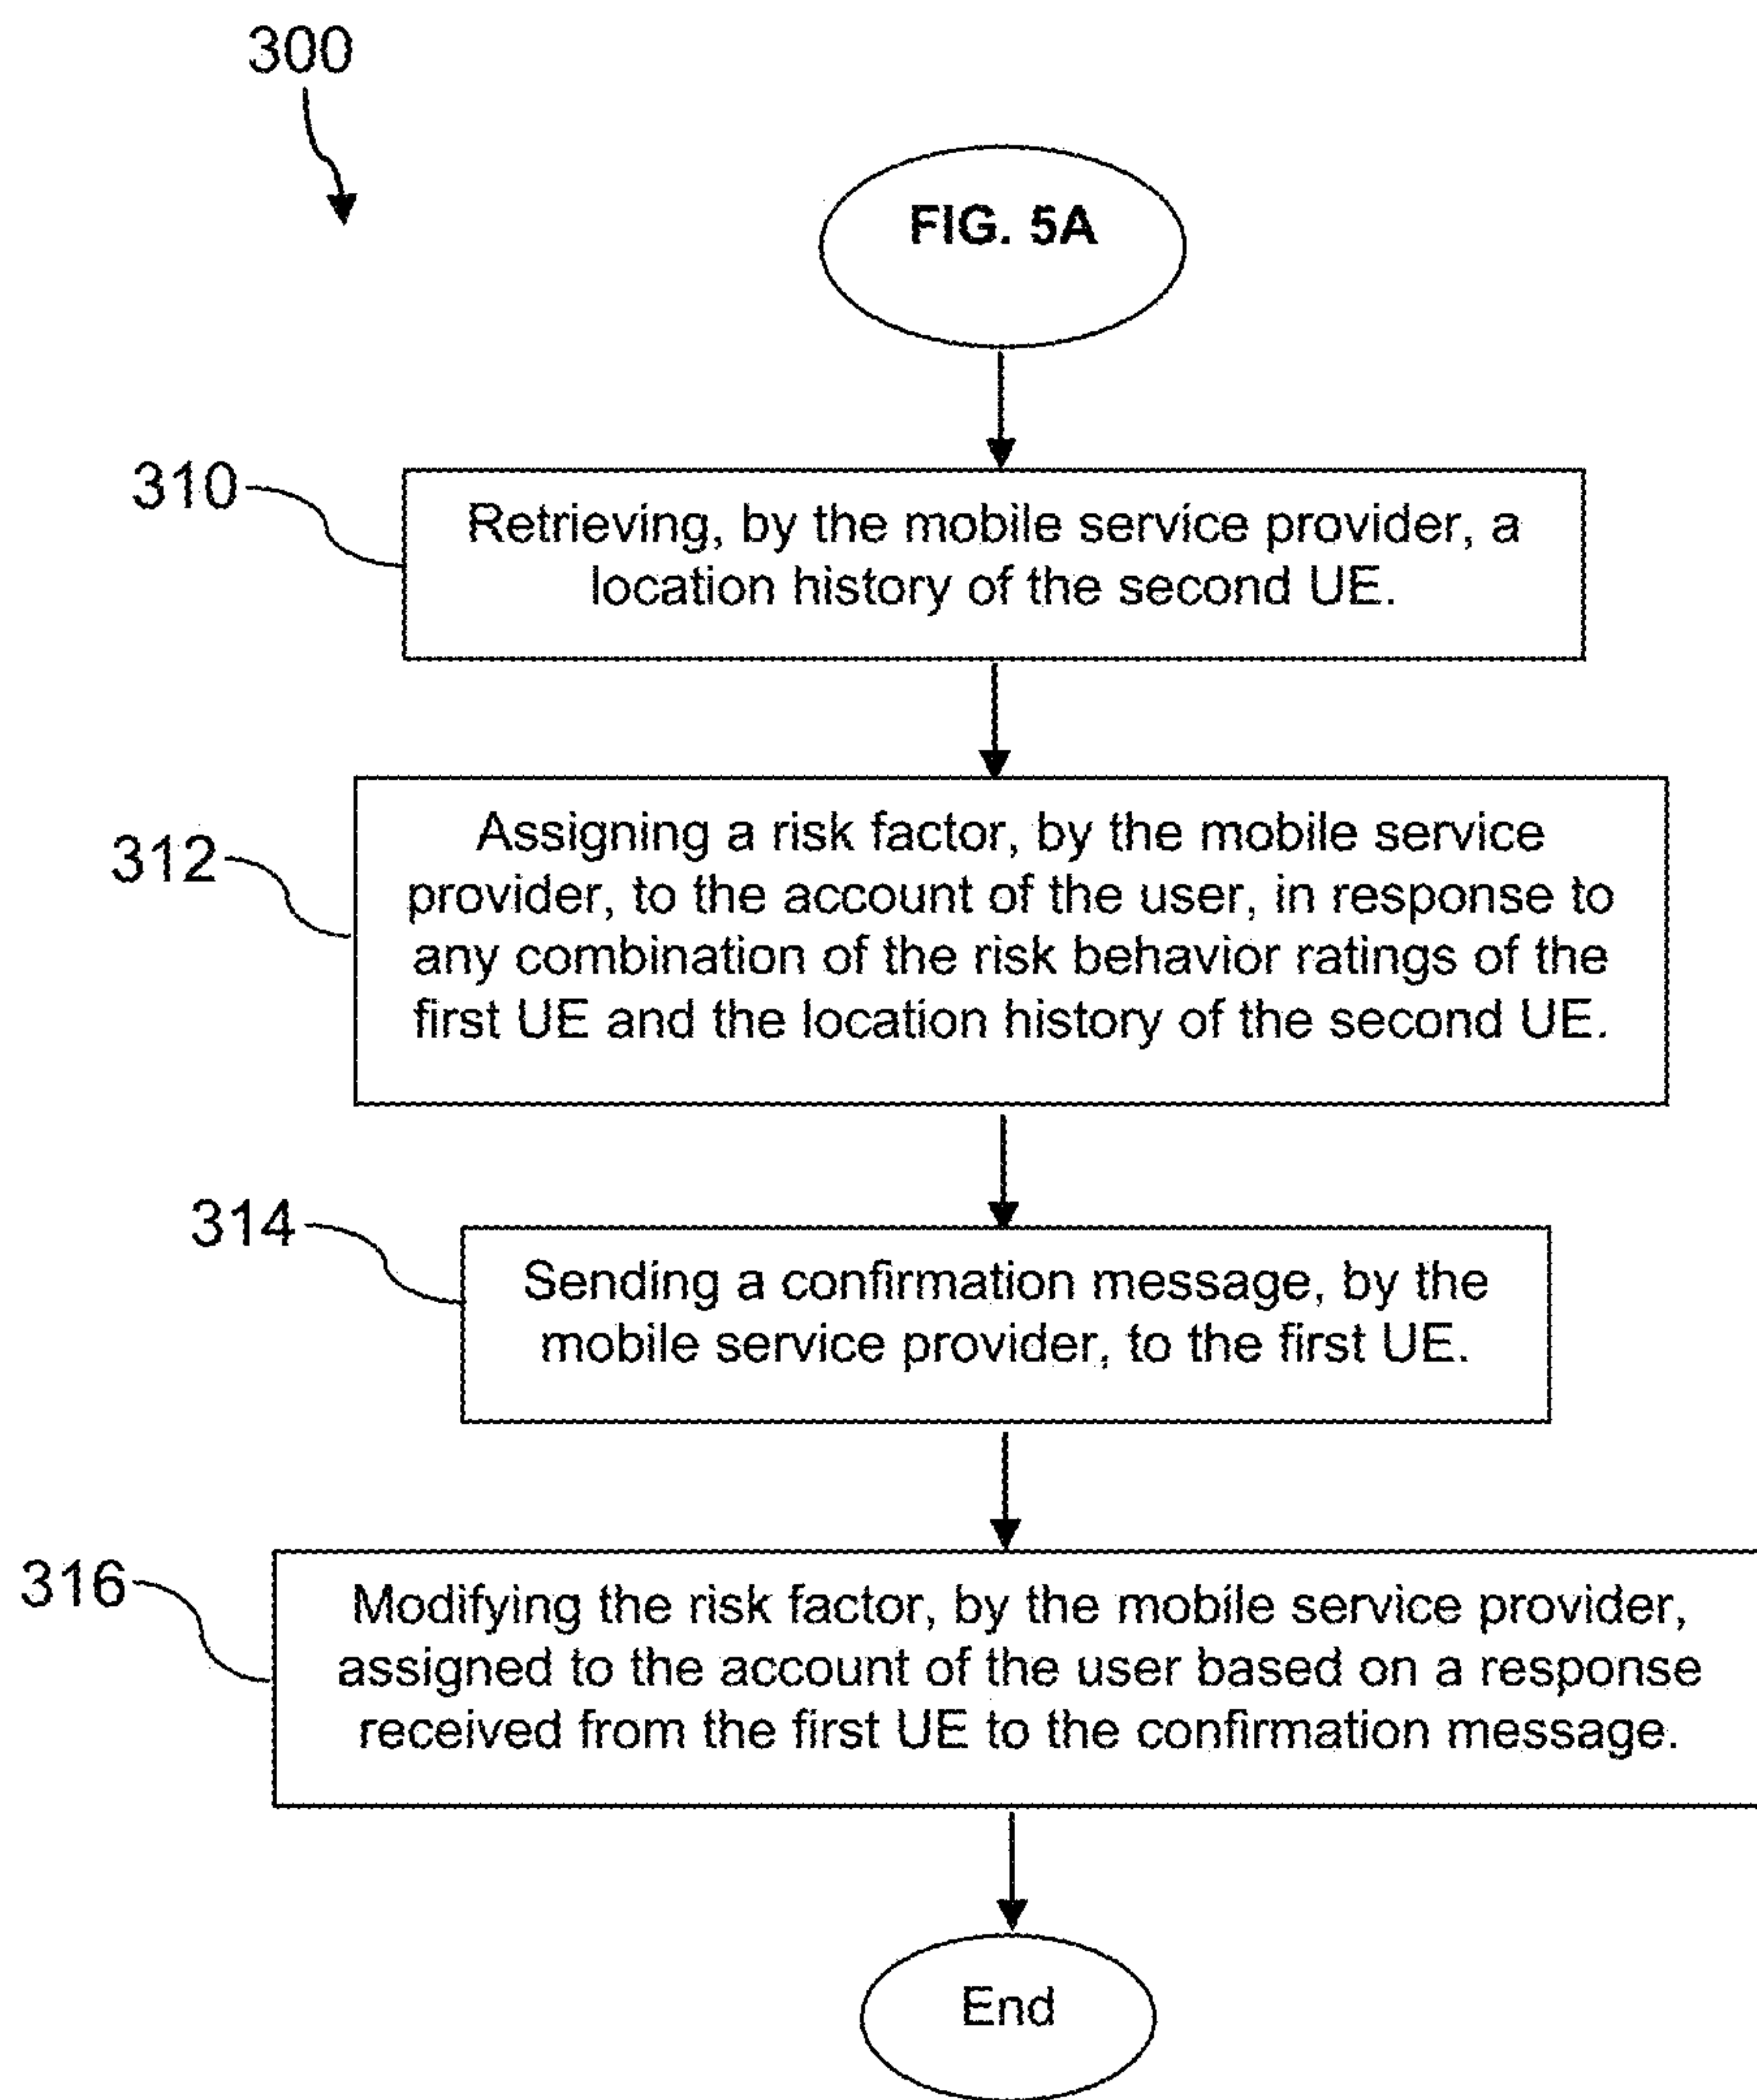 300
FIG. 5A
310
Retrieving, by the mobile service provider, a
location history of the second UE.
312
Assigning a risk factor, by the mobile service
provider, to the account of the user, in response to
any combination of the risk behavior ratings of the
first UE and the location history of the second UE.
314
Sending a confirmation message, by the
mobile service provider, to the first UE.
316
Modifying the risk factor, by the mobile service provider,
assigned to the account of the user based on a response
received from the first UE to the confirmation message.
End